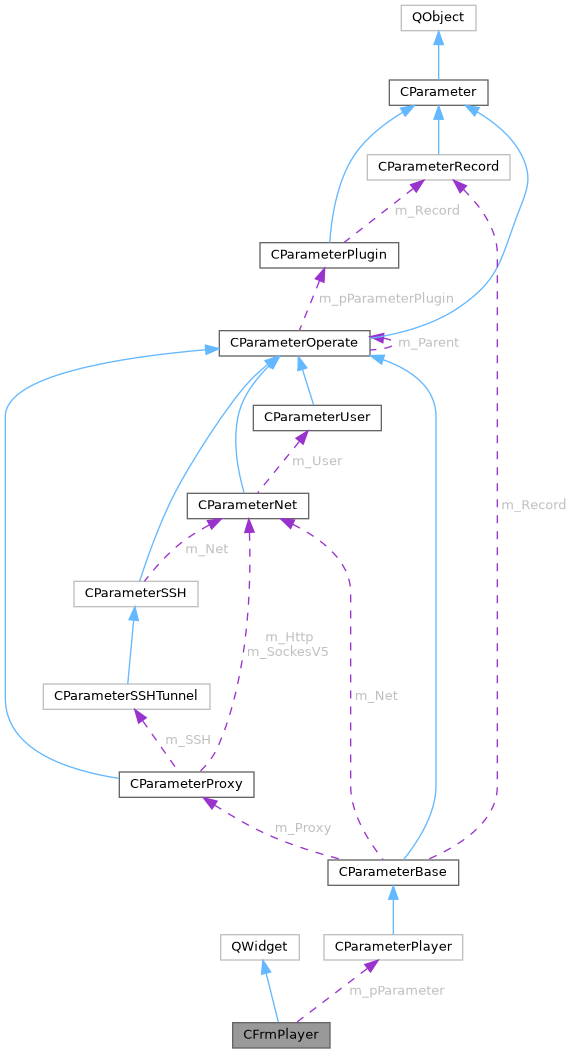 QObject
CParameter
CParameterRecord
m_Record
CParameterPlugin
m_pParameterPlugin
CParameterOperate
m_Parent
CParameterUser
m_User
CParameterNet
m_Record
m_Net
CParameterSSH
m_Http
m_SockesV5
CParameterSSHTunnel
m_Net
m_SSH
CParameterProxy
m_Proxy
CParameterBase
QWidget
CParameterPlayer
m_pParameter
CFrmPlayer